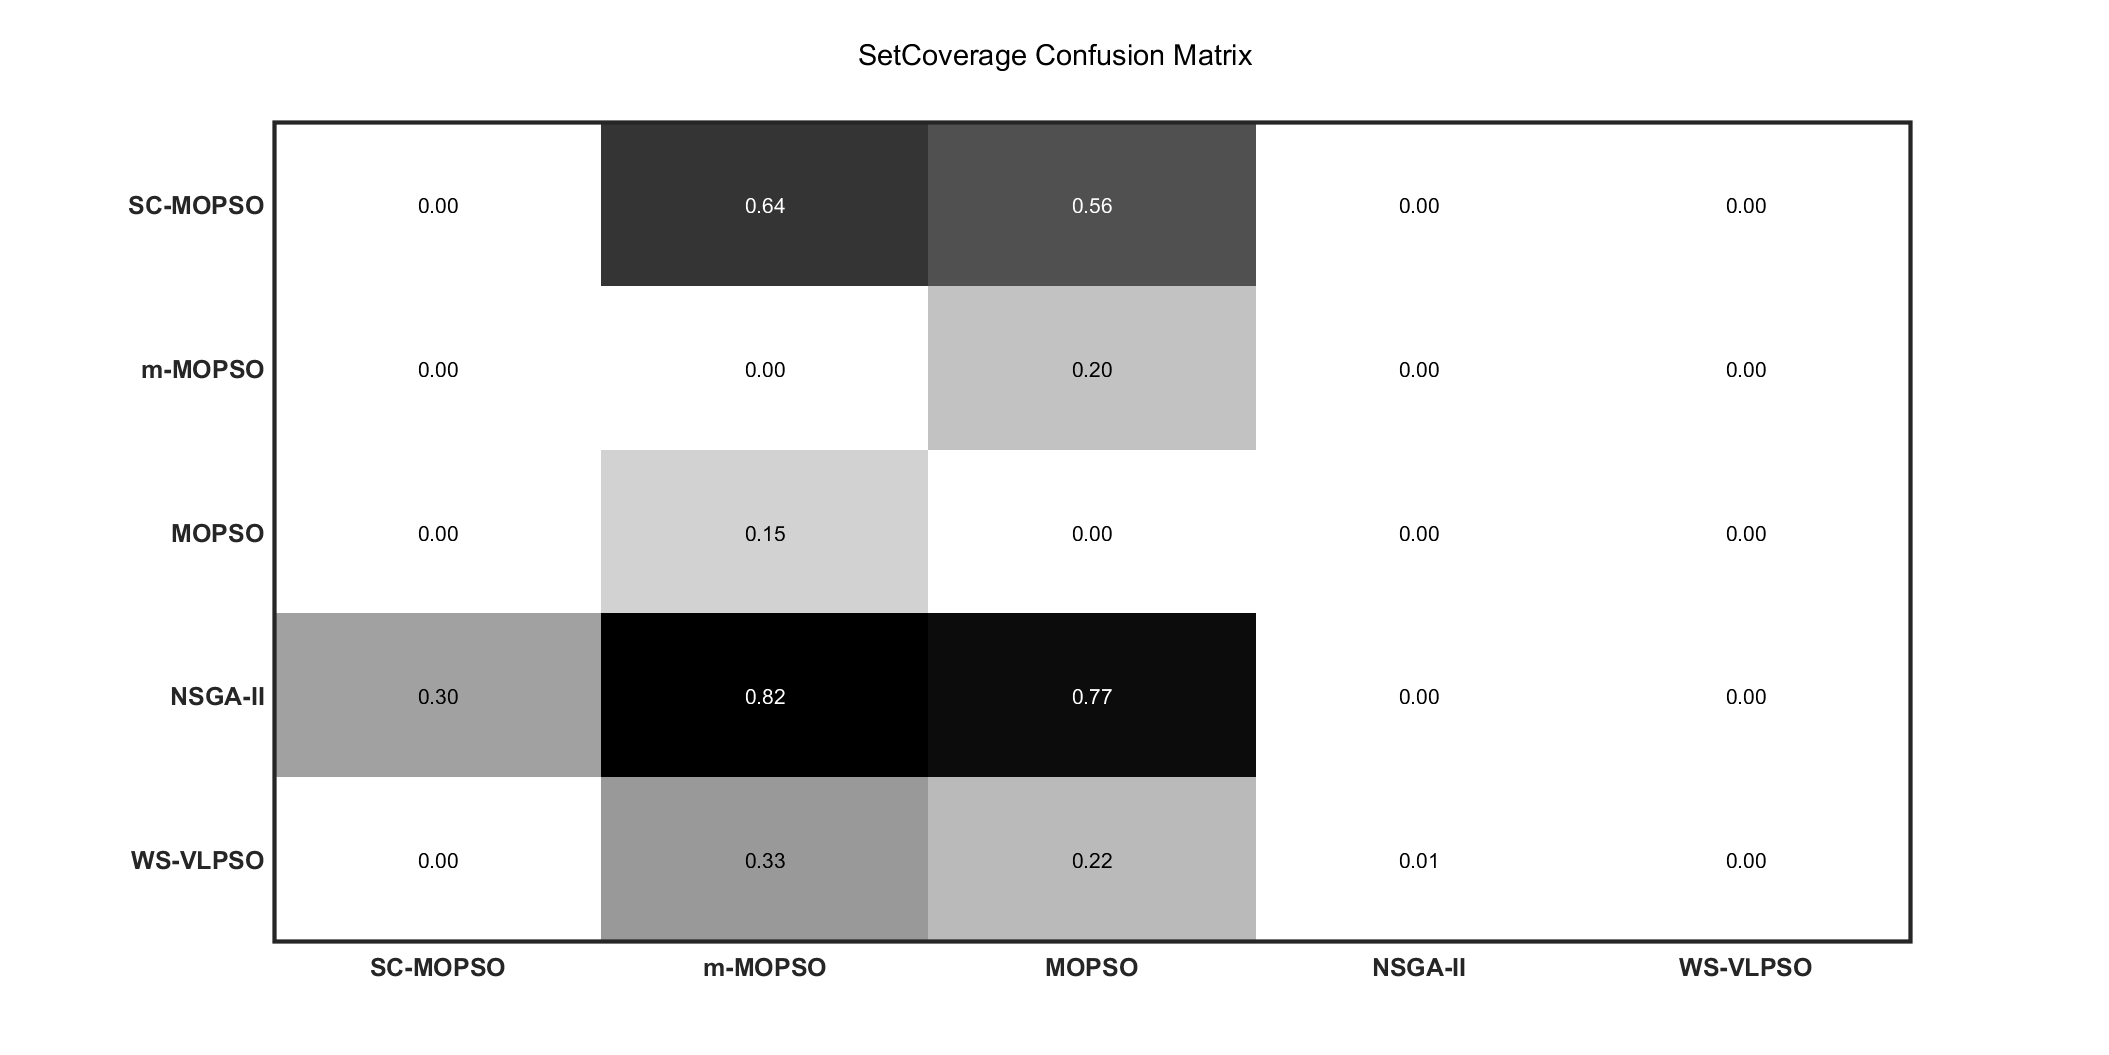 SetCoverage Confusion Matrix
SC-MOPSO 0.00 0.64 0.56 0.00 0.00
m-MOPSO 0.00 0.00 0.20 0.00 0.00
MOPSO 0.00 0.15 0.00 0.00 0.00
NSGA-II 0.30 0.82 0.77 0.00 0.00
WS-VLPSO 0.00 0.33 0.22 0.01 0.00
SC-MOPSO m-MOPSO MOPSO NSGA-II WS-VLPSO